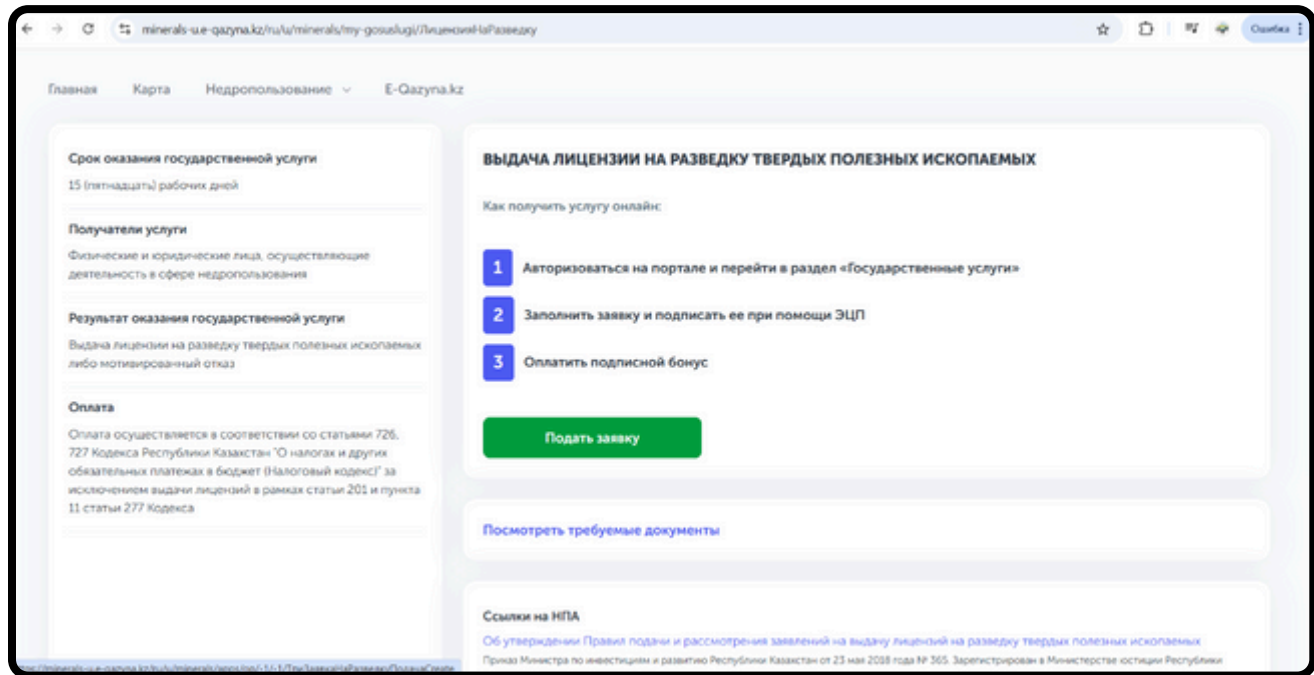 minerals-u.e-qazyna.kz/ru/u/minerals/my-gosuslugi/ЛицензияНаРазведку
Ошибка
Главная Карта Недропользование E-Qazyna.kz
Срок оказания государственной услуги
15 (пятнадцать) рабочих дней
Получатели услуги
Физические и юридические лица, осуществляющие
деятельность в сфере недропользования
Результат оказания государственной услуги
Выдача лицензии на разведку твердых полезных ископаемых
либо мотивированный отказ
Оплата
Оплата осуществляется в соответствии со статьями 726,
727 Кодекса Республики Казахстан "О налогах и других
обязательных платежах в бюджет (Налоговый кодекс)" за
исключением выдачи лицензий в рамках статьи 201 и пункта
11 статьи 277 Кодекса
ВЫДАЧА ЛИЦЕНЗИИ НА РАЗВЕДКУ ТВЕРДЫХ ПОЛЕЗНЫХ ИСКОПАЕМЫХ
Как получить услугу онлайн:
1 Авторизоваться на портале и перейти в раздел «Государственные услуги»
2 Заполнить заявку и подписать ее при помощи ЭЦП
3 Оплатить подписной бонус
Подать заявку
Посмотреть требуемые документы
Ссылки на НПА
Об утверждении Правил подачи и рассмотрения заявлений на выдачу лицензий на разведку твердых полезных ископаемых
Приказ Министра по инвестициям и развитию Республики Казахстан от 23 мая 2018 года № 365. Зарегистрирован в Министерстве юстиции Республики